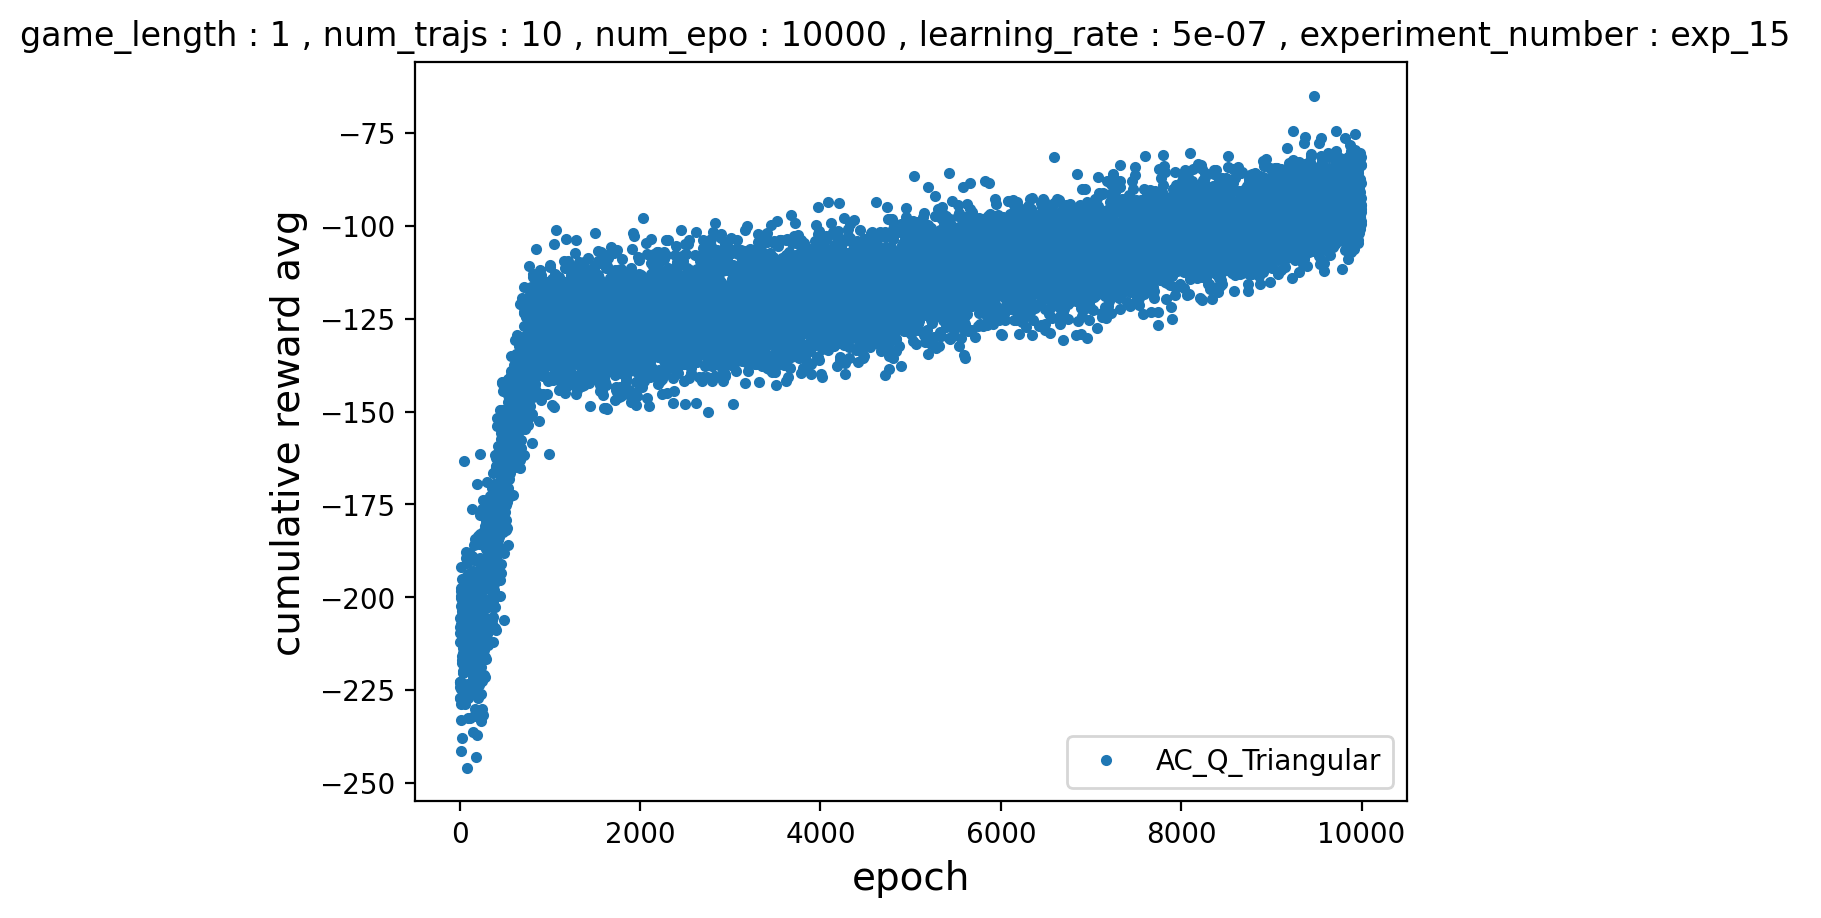 game_length : 1 , num_trajs : 10 , num_epo : 10000 , learning_rate : 5e-07 , experiment_number : exp_15
cumulative reward avg
−75
−100
−125
−150
−175
−200
−225
−250
AC_Q_Triangular
0 2000 4000 6000 8000 10000
epoch